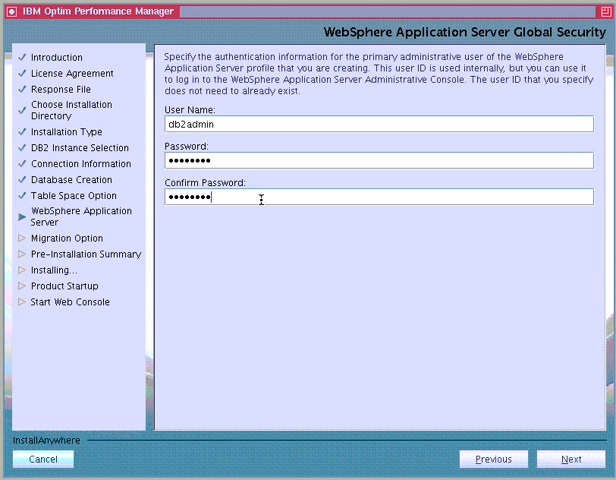 IBM Optim Performance Manager
WebSphere Application Server Global Security
Introduction
License Agreement
Response File
Choose Installation
Directory
Installation Type
DB2 Instance Selection
Connection Information
Database Creation
Table Space Option
WebSphere Application
Server
Migration Option
Pre-Installation Summary
Installing...
Product Startup
Start Web Console
Specify the authentication information for the primary administrative user of the WebSphere
Application Server profile that you are creating. This user ID is used internally, but you can use it
to log in to the WebSphere Application Server Administrative Console. The user ID that you specify
does not need to already exist.
User Name:
db2admin
Password:
••••••••
Confirm Password:
••••••••
InstallAnywhere
Cancel
Previous
Next